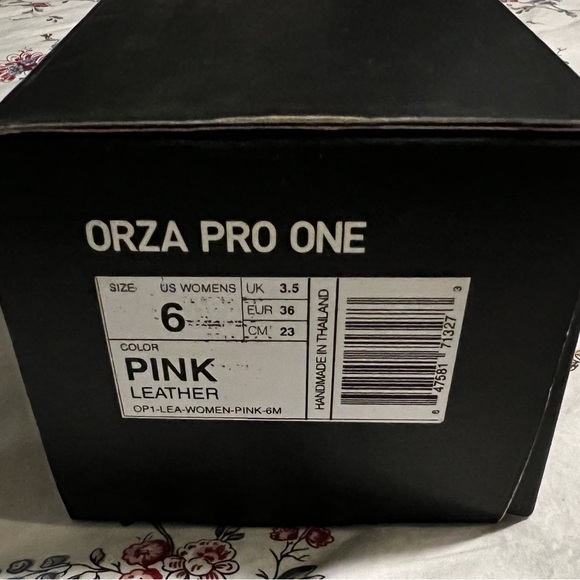 ORZA PRO ONE
SIZE US WOMENS UK 3.5
6 EUR 36
CM 23
COLOR
PINK
LEATHER
OP1-LEA-WOMEN-PINK-6M
HANDMADE IN THAILAND
6 47581 71327 3